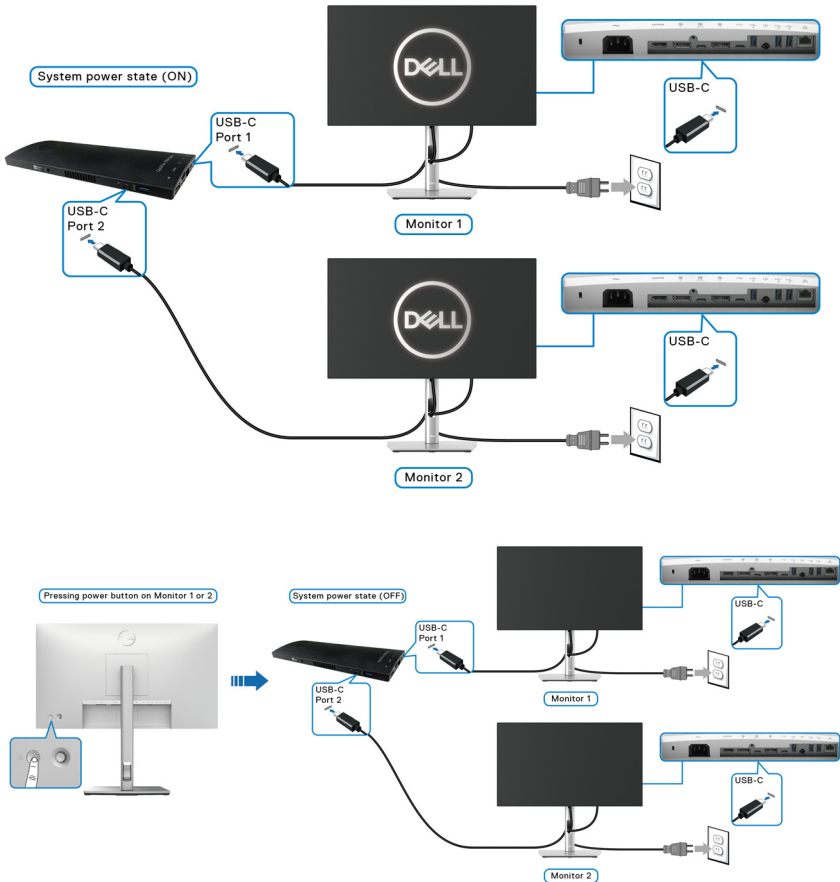 System power state (ON)
USB-C
Port 1
DELL
USB-C
Monitor 1
USB-C
Port 2
DELL
USB-C
Monitor 2
Pressing power button on Monitor 1 or 2
System power state (OFF)
USB-C
Port 1
USB-C
Monitor 1
USB-C
Port 2
USB-C
Monitor 2